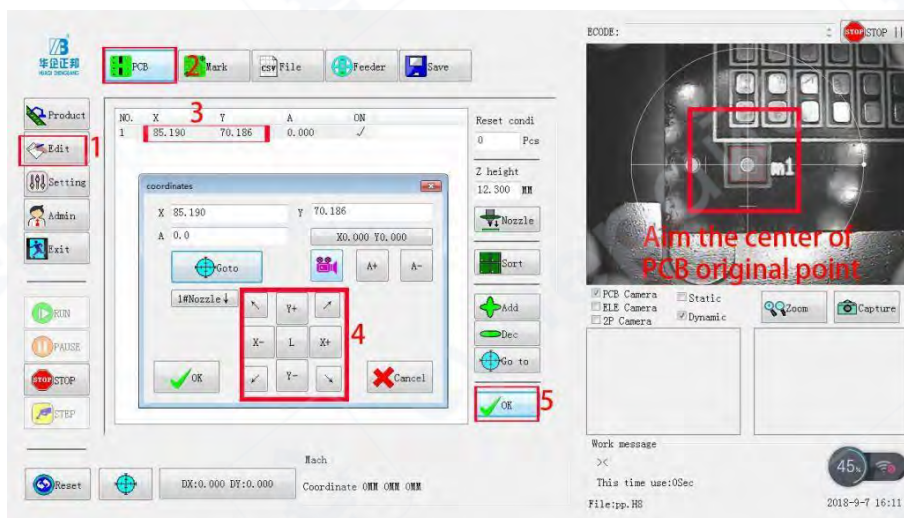 ECODE:
STOP ||
华企正邦
HUAQI ZHENGBANG
PCB
2
Mark
csv File
Feeder
Save
Product
Edit
1
Setting
Admin
Exit
RUN
PAUSE
STOP STOP
STEP
NO. X 3 Y A ON
1 85.190 70.186 0.000 √
coordinates
X 85.190 Y 70.186
A 0.0 X0.000 Y0.000
Goto A+ A-
1#Nozzle↓
↖ Y+ ↗
X- L X+ 4
↙ Y- ↘
OK Cancel
Reset condi
0 Pcs
Z height
12.300 MM
Nozzle
Sort
Add
Dec
Go to
OK 5
m1
Aim the center of
PCB original point
PCB Camera Static
ELE Camera Dynamic
2P Camera
Zoom Capture
Work message
><
This time use:0Sec
File:pp.H8
45%
2018-9-7 16:11
Reset
DX:0.000 DY:0.000
Mach
Coordinate 0MM 0MM 0MM